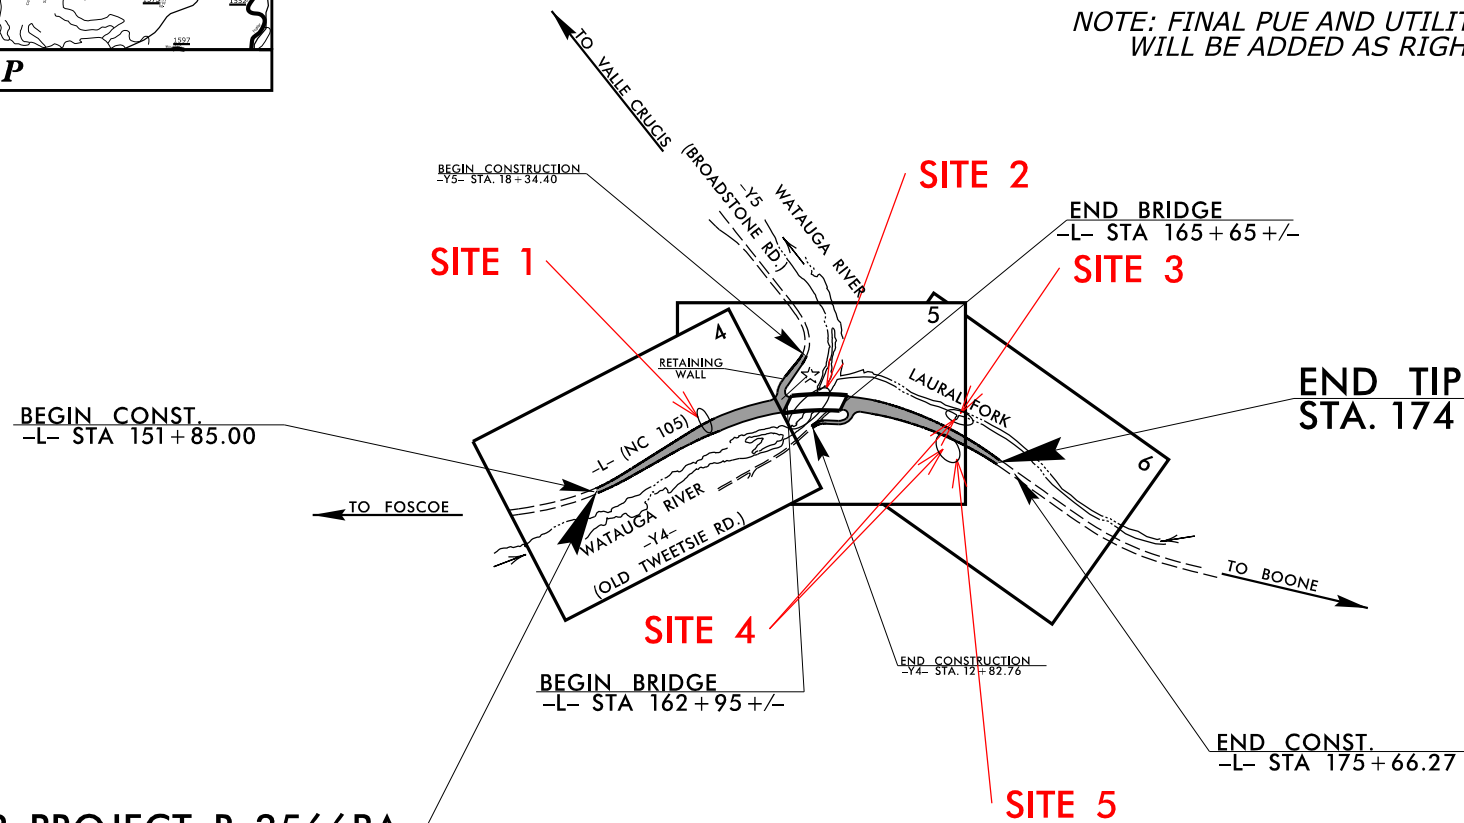 1597
P
NOTE: FINAL PUE AND UTILIT
WILL BE ADDED AS RIGH
TO VALLE CRUCIS
(BROADSTONE RD.)
-Y5
WATAUGA RIVER
BEGIN CONSTRUCTION
-Y5- STA. 18+34.40
SITE 2
END BRIDGE
-L- STA 165+65+/-
SITE 1
SITE 3
5
4
RETAINING
WALL
LAURAL FORK
END TIP
STA. 174
BEGIN CONST.
-L- STA 151+85.00
-L- (NC 105)
6
TO FOSCOE
WATAUGA RIVER
-Y4-
(OLD TWEETSIE RD.)
TO BOONE
SITE 4
END CONSTRUCTION
-Y4- STA. 12+82.76
BEGIN BRIDGE
-L- STA 162+95+/-
END CONST.
-L- STA 175+66.27
SITE 5
PROJECT